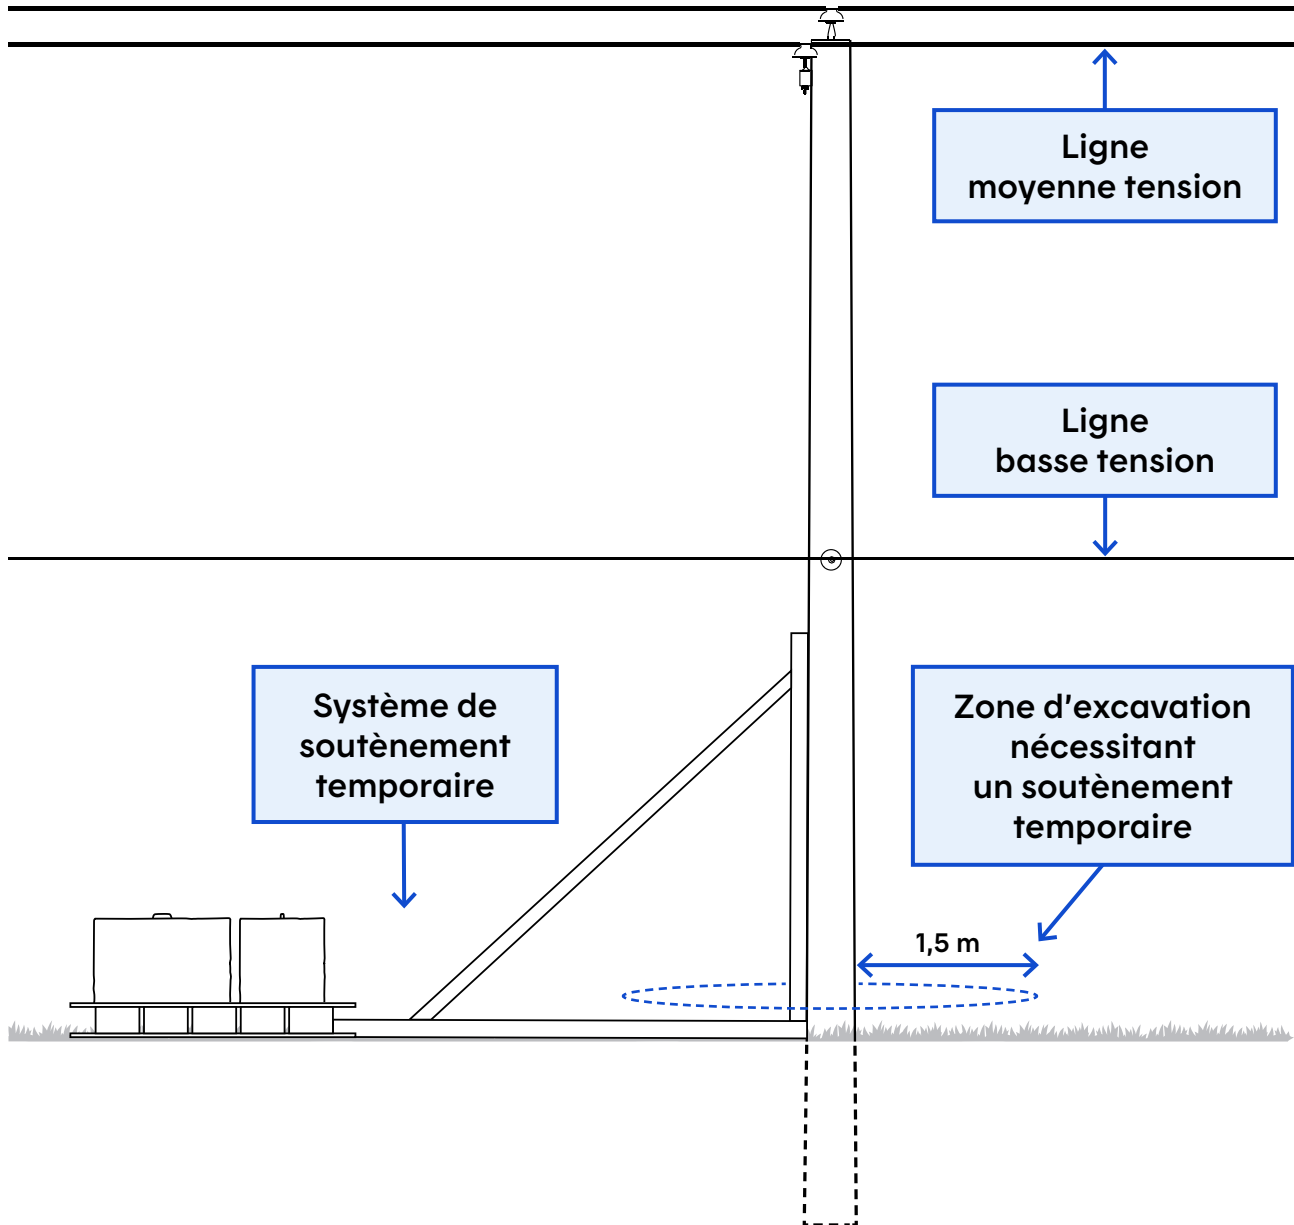 Ligne
moyenne tension
Ligne
basse tension
Système de
soutènement
temporaire
Zone d'excavation
nécessitant
un soutènement
temporaire
1,5 m